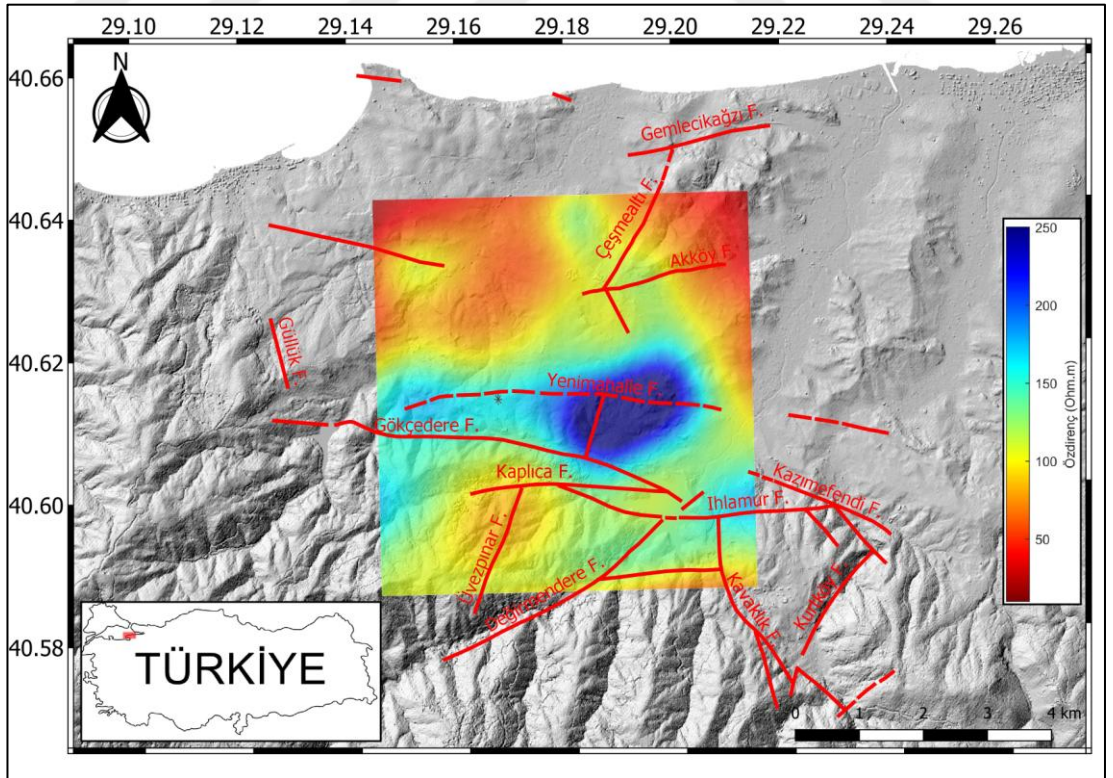 29.10 29.12 29.14 29.16 29.18 29.20 29.22 29.24 29.26
40.66
40.64
40.62
40.60
40.58
N
Gemlecikağzı F.
Çeşmealtı F.
Akköy F.
Güllük F.
Yenimahalle F.
Gökçedere F.
Kaplıca F.
Üvezpınar F.
Değirmendere F.
Ihlamur F.
Kazımefendi F.
Kavaklık F.
Kurtköy F.
250
200
150
100
50
Özdirenç (Ohm.m)
TÜRKİYE
0 1 2 3 4 km